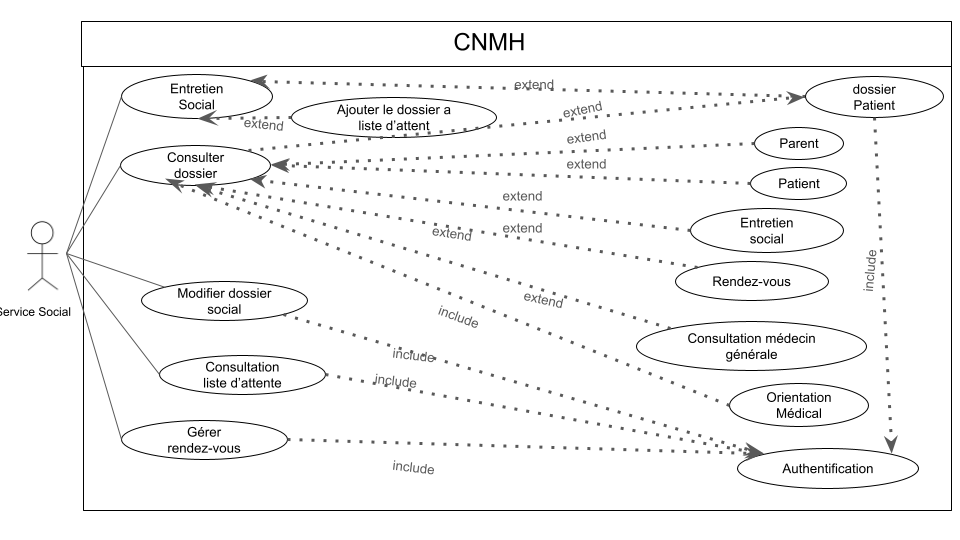 CNMH
Entretien
Social
extend
dossier
Patient
Ajouter le dossier a
liste d'attent
extend
extend
Consulter
dossier
extend
Parent
extend
Patient
extend
Entretien
social
extend
extend
Rendez-vous
include
Modifier dossier
social
extend
include
Service Social
Consultation médecin
générale
include
Consultation
liste d'attente
include
Orientation
Médical
Gérer
rendez-vous
include
Authentification